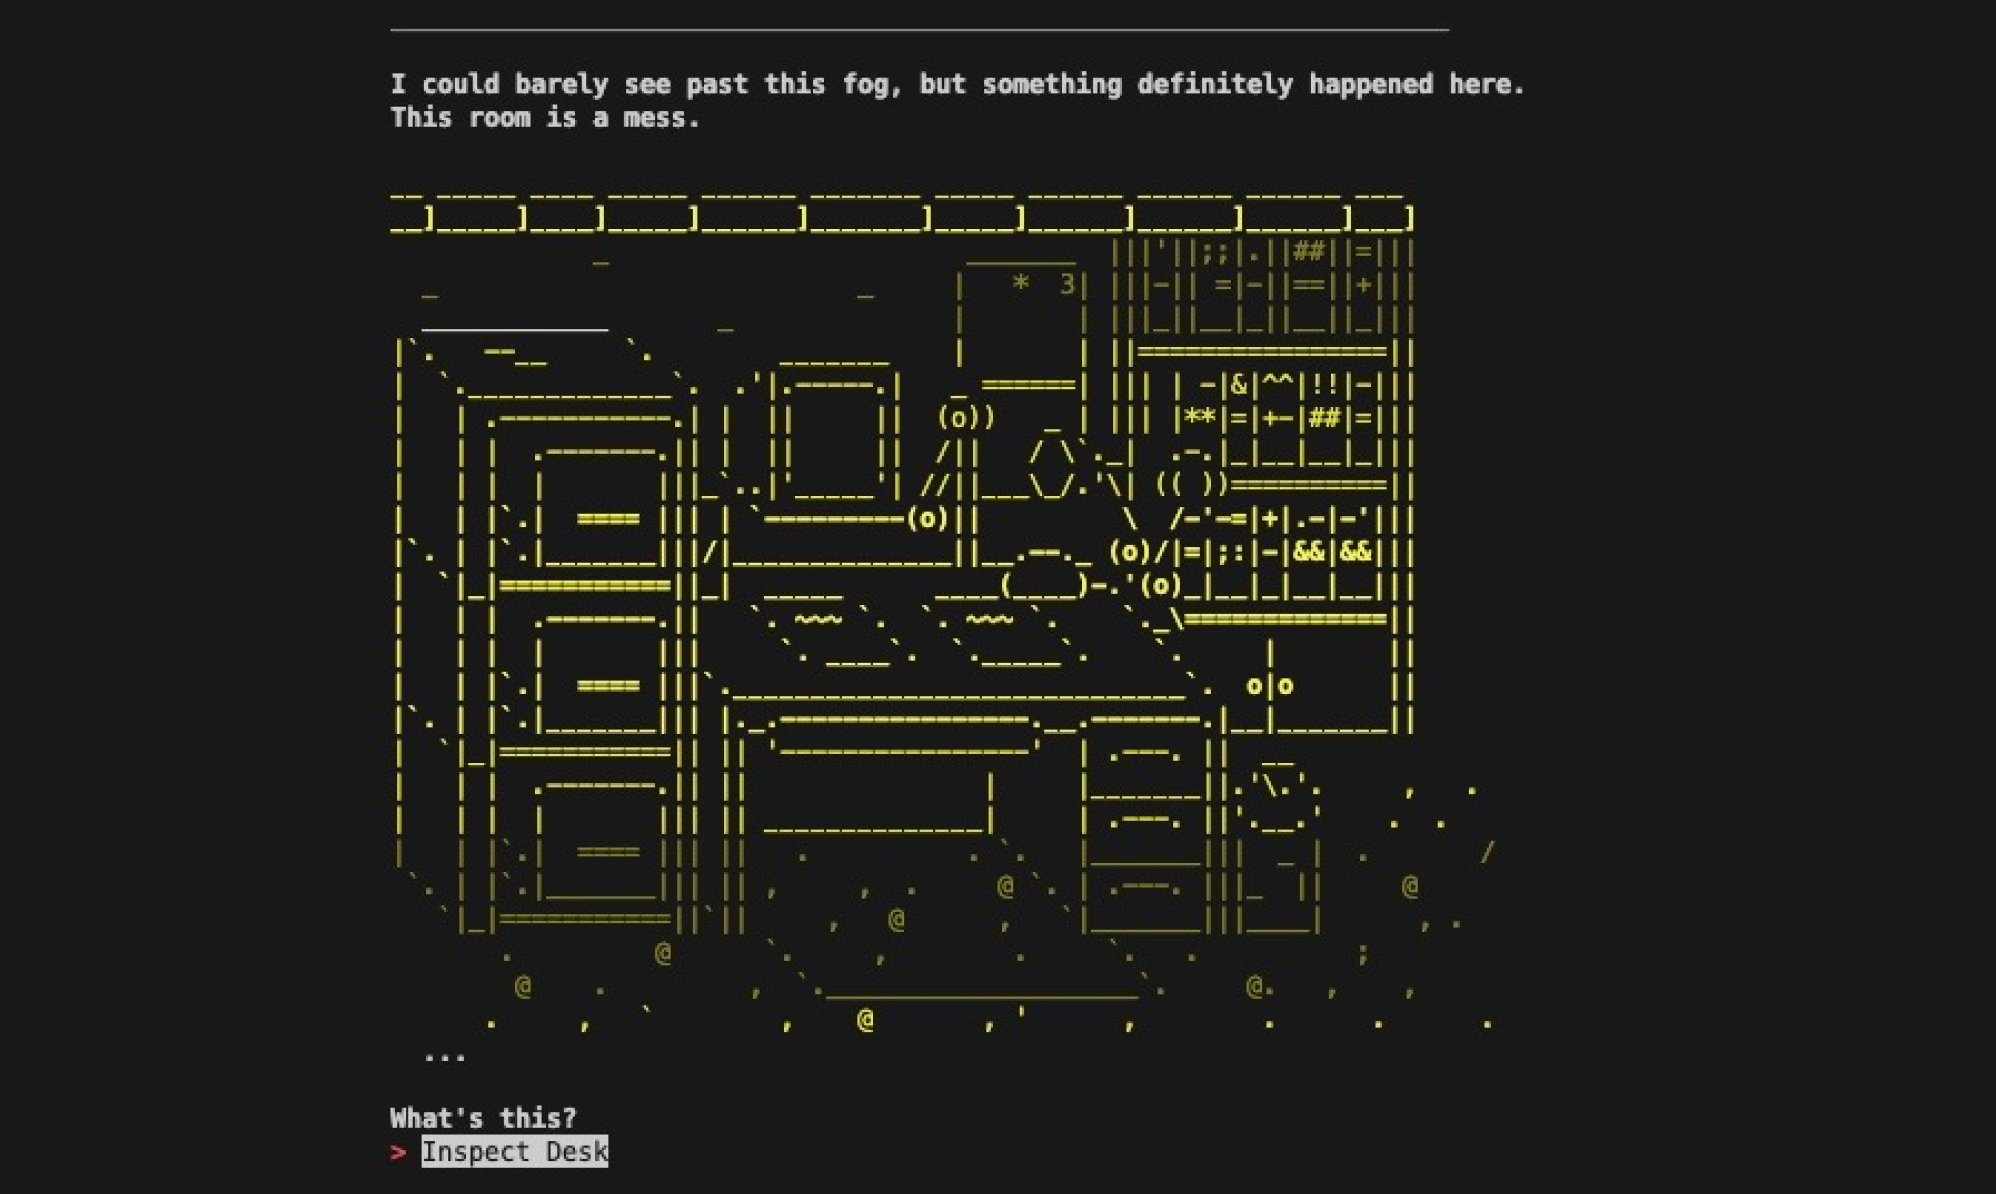 I could barely see past this fog, but something definitely happened here.
This room is a mess.
* 3
...
What's this?
> Inspect Desk